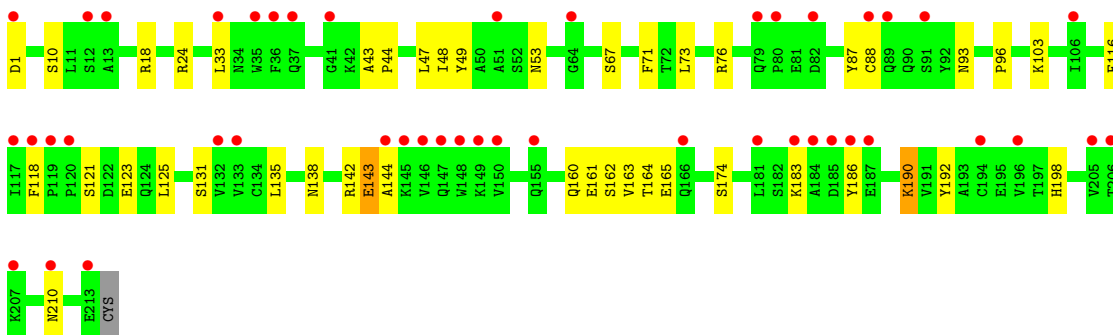 D1 S10 L11 S12 A13 R18 R24 L33 N34 W35 F36 Q37 G41 K42 A43 P44 L47 I48 Y49 A50 A51 S52 N53 G64 S67 F71 T72 L73 R76 Q79 P80 E81 D82 Y87 C88 Q89 Q90 S91 Y92 N93 P96 K103 I106
I117 F118 P119 P120 S121 D122 E123 Q124 L125 S131 V132 V133 C134 L135 N138 R142 E143 A144 K145 V146 Q147 W148 K149 V150 Q155 Q160 E161 S162 V163 T164 E165 Q166 S174 L181 S182 K183 A184 D185 Y186 E187 K190 V191 Y192 A193 C194 E195 V196 T197 H198 V205
K207 N210 E213 CYS